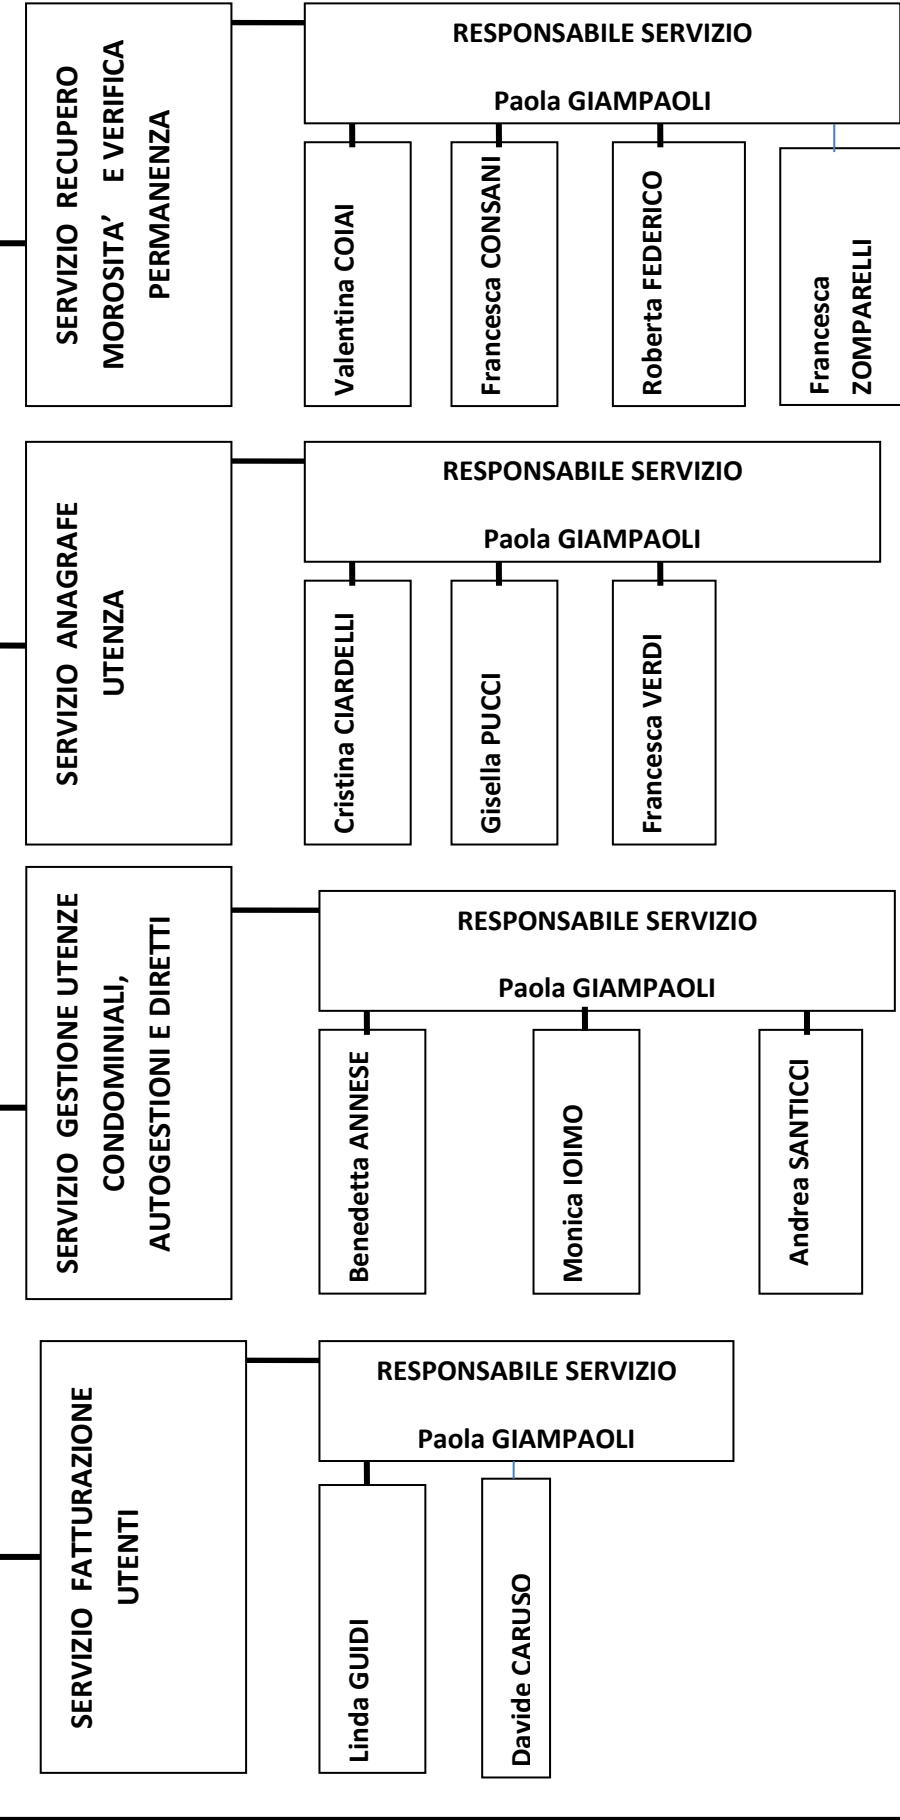 SERVIZIO RECUPERO
MOROSITA’ E VERIFICA
PERMANENZA
RESPONSABILE SERVIZIO
Paola GIAMPAOLI
Valentina COIAI
Francesca CONSANI
Roberta FEDERICO
Francesca
ZOMPARELLI
SERVIZIO ANAGRAFE
UTENZA
RESPONSABILE SERVIZIO
Paola GIAMPAOLI
Cristina CIARDELLI
Gisella PUCCI
Francesca VERDI
SERVIZIO GESTIONE UTENZE
CONDOMINIALI,
AUTOGESTIONI E DIRETTI
RESPONSABILE SERVIZIO
Paola GIAMPAOLI
Benedetta ANNESE
Monica IOIMO
Andrea SANTICCI
SERVIZIO FATTURAZIONE
UTENTI
RESPONSABILE SERVIZIO
Paola GIAMPAOLI
Linda GUIDI
Davide CARUSO